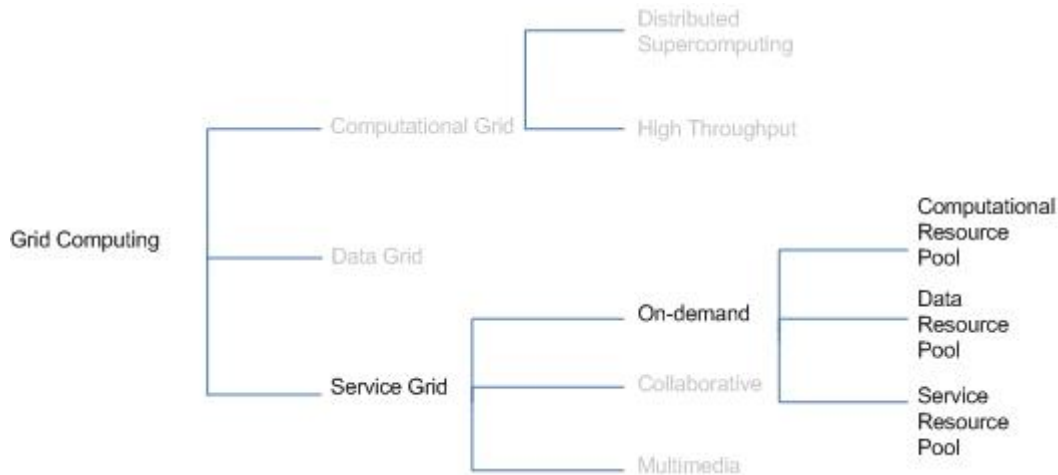 Distributed
Supercomputing
Computational Grid
High Throughput
Computational
Resource
Pool
Grid Computing
Data Grid
On-demand
Data
Resource
Pool
Service Grid
Collaborative
Service
Resource
Pool
Multimedia